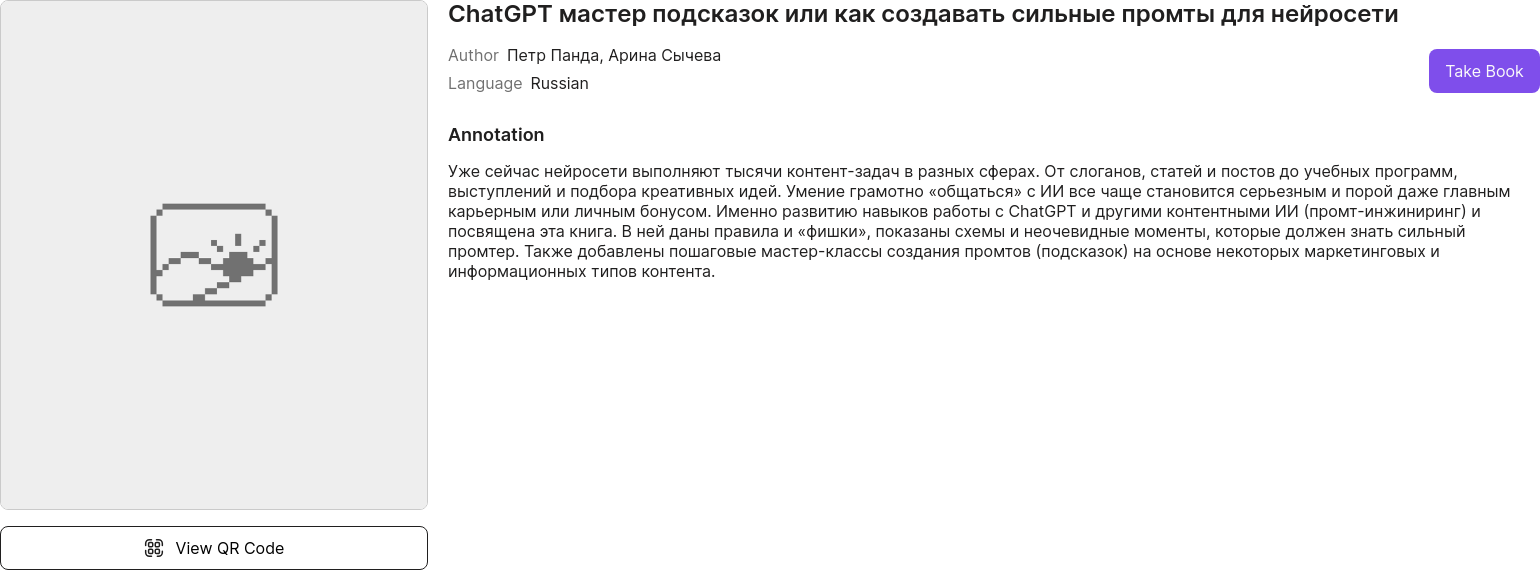 ChatGPT мастер подсказок или как создавать сильные промты для нейросети
Author Петр Панда, Арина Сычева
Take Book
Language Russian
Annotation
Уже сейчас нейросети выполняют тысячи контент-задач в разных сферах. От слоганов, статей и постов до учебных программ,
выступлений и подбора креативных идей. Умение грамотно «общаться» с ИИ все чаще становится серьезным и порой даже главным
карьерным или личным бонусом. Именно развитию навыков работы с ChatGPT и другими контентными ИИ (промт-инжиниринг) и
посвящена эта книга. В ней даны правила и «фишки», показаны схемы и неочевидные моменты, которые должен знать сильный
промтер. Также добавлены пошаговые мастер-классы создания промтов (подсказок) на основе некоторых маркетинговых и
информационных типов контента.
View QR Code